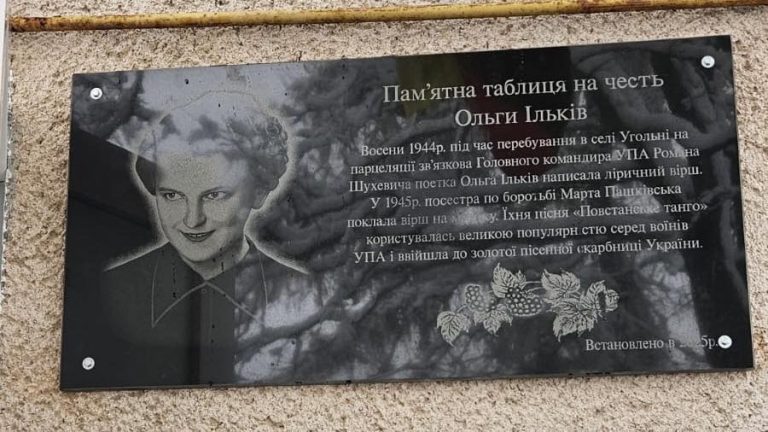 Пам'ятна таблиця на честь
Ольги Ільків
Восени 1944р. під час перебування в селі Угольні на
парцеляції зв'язкова Головного командира УПА Романа
Шухевича поетка Ольга Ільків написала ліричний вірш.
У 1945р. посестра по боротьбі Марта Пашківська
поклала вірш на музику. Їхня пісня «Повстанське танго»
користувалась великою популярністю серед воїнів
УПА і ввійшла до золотої пісенної скарбниці України.
Встановлено в 2025р.